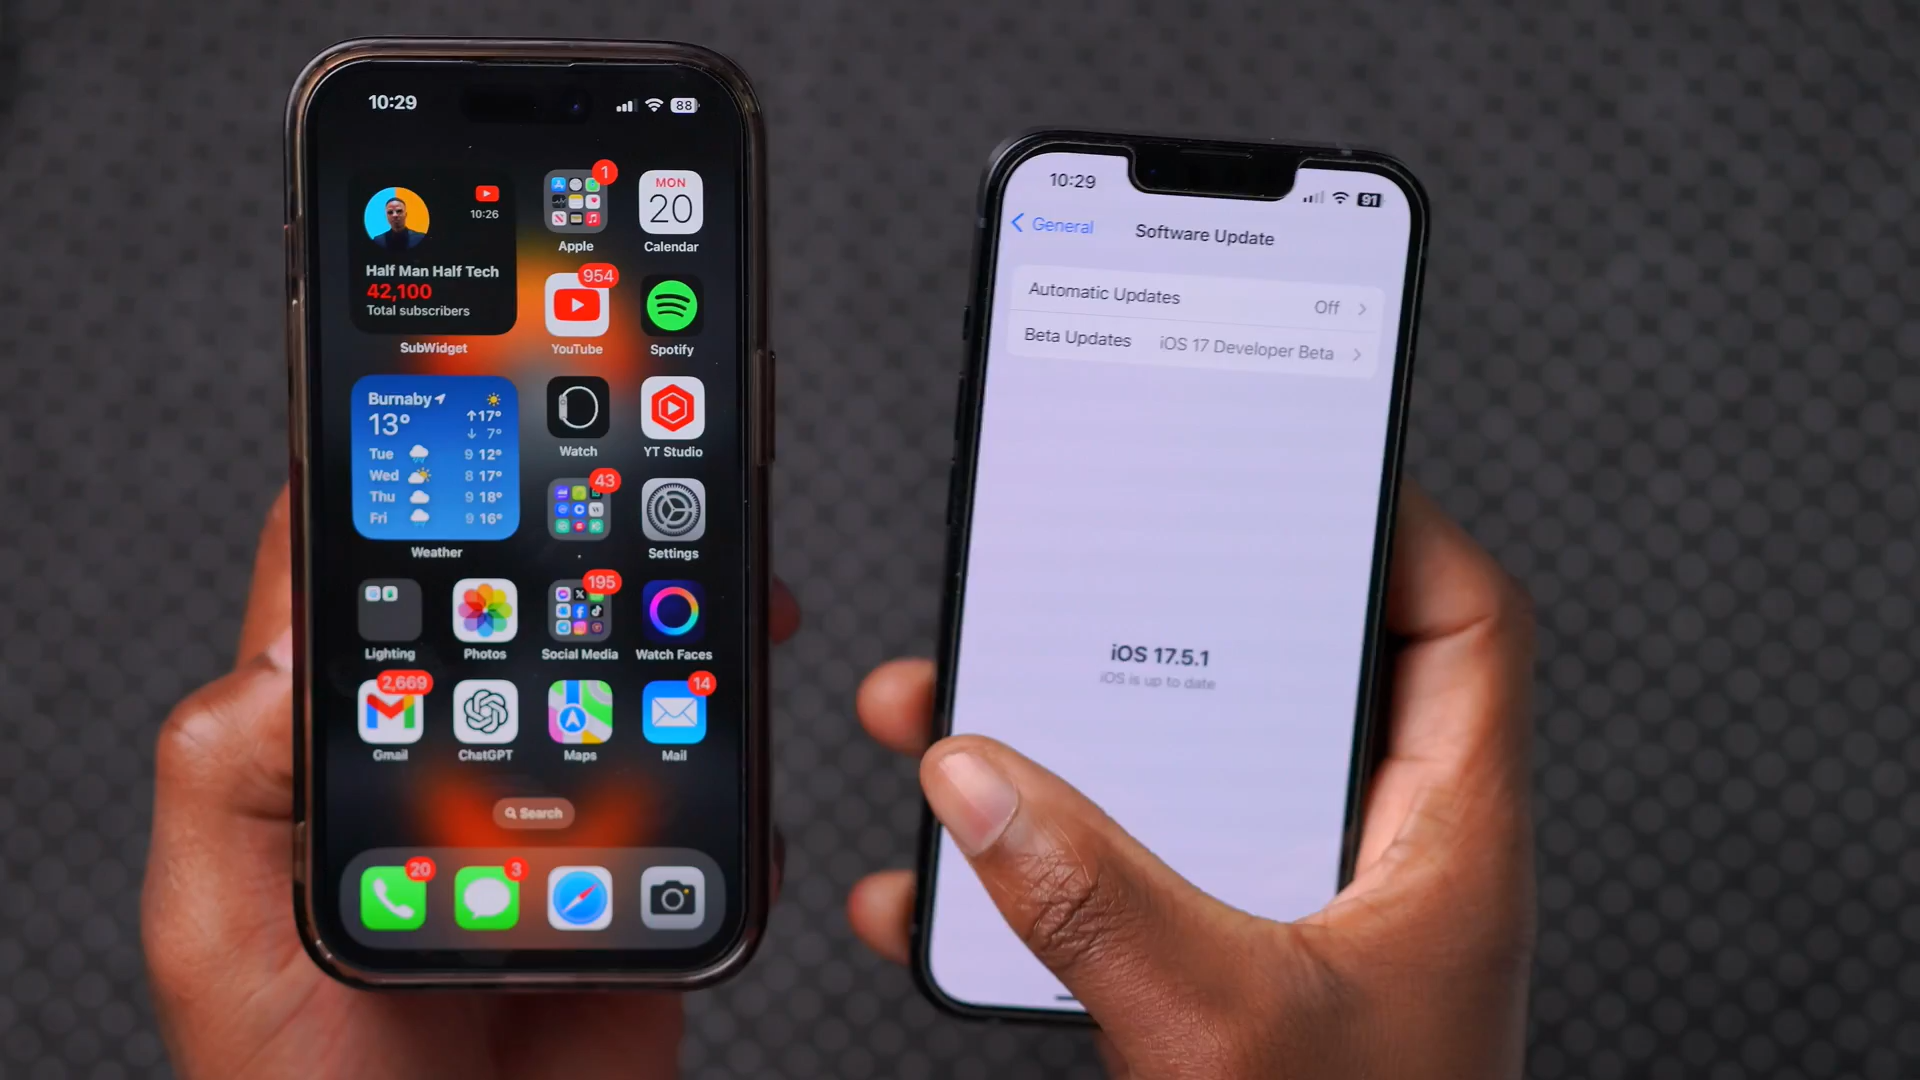 10:29
88
10:26
Half Man Half Tech
42,100
Total subscribers
SubWidget
1
Apple
MON
20
Calendar
954
YouTube
Spotify
Burnaby
13°
↑17°
↓ 7°
Tue 9 12°
Wed 8 17°
Thu 9 18°
Fri 9 16°
Weather
Watch
YT Studio
43
Settings
Lighting
Photos
195
Social Media
Watch Faces
2,669
Gmail
ChatGPT
Maps
14
Mail
Search
20
3
10:29
91
General
Software Update
Automatic Updates Off
Beta Updates iOS 17 Developer Beta
iOS 17.5.1
iOS is up to date